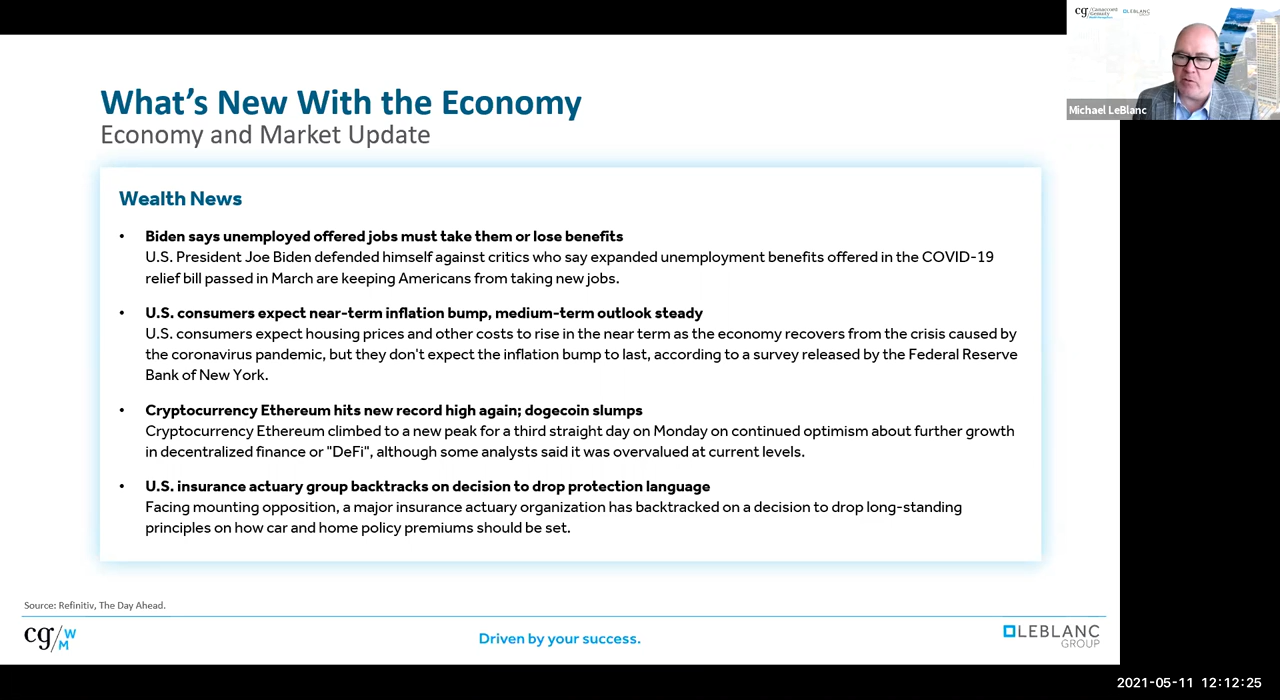 cg/Canaccord Genuity
LEBLANC GROUP
Michael LeBlanc
What's New With the Economy
Economy and Market Update
Wealth News
• Biden says unemployed offered jobs must take them or lose benefits
U.S. President Joe Biden defended himself against critics who say expanded unemployment benefits offered in the COVID-19
relief bill passed in March are keeping Americans from taking new jobs.
• U.S. consumers expect near-term inflation bump, medium-term outlook steady
U.S. consumers expect housing prices and other costs to rise in the near term as the economy recovers from the crisis caused by
the coronavirus pandemic, but they don't expect the inflation bump to last, according to a survey released by the Federal Reserve
Bank of New York.
• Cryptocurrency Ethereum hits new record high again; dogecoin slumps
Cryptocurrency Ethereum climbed to a new peak for a third straight day on Monday on continued optimism about further growth
in decentralized finance or "DeFi", although some analysts said it was overvalued at current levels.
• U.S. insurance actuary group backtracks on decision to drop protection language
Facing mounting opposition, a major insurance actuary organization has backtracked on a decision to drop long-standing
principles on how car and home policy premiums should be set.
Source: Refinitiv, The Day Ahead.
cg/WM
Driven by your success.
LEBLANC
GROUP
2021-05-11 12:12:25